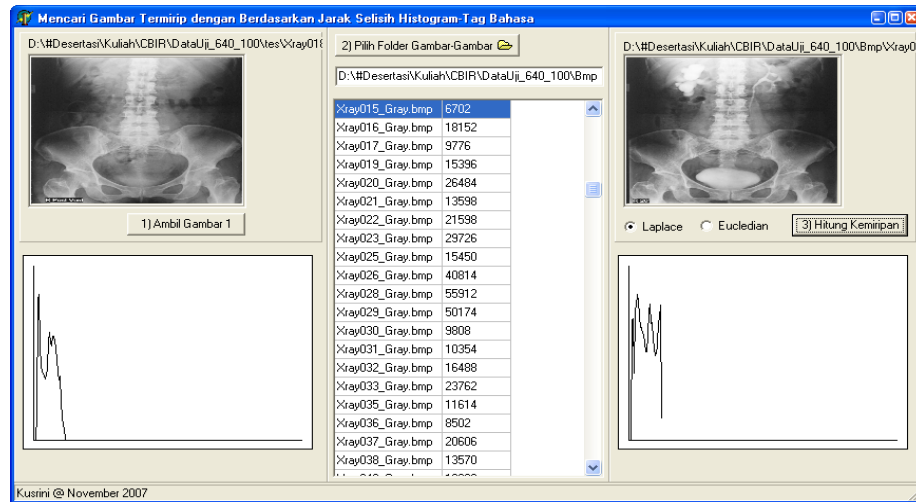 Mencari Gambar Termirip dengan Berdasarkan Jarak Selisih Histogram-Tag Bahasa
D:\#Desertasi\Kuliah\CBIR\DataUji_640_100\tes\Xray018
1) Ambil Gambar 1
2) Pilih Folder Gambar-Gambar
D:\#Desertasi\Kuliah\CBIR\DataUji_640_100\Bmp
Xray015_Gray.bmp 6702
Xray016_Gray.bmp 18152
Xray017_Gray.bmp 9776
Xray019_Gray.bmp 15396
Xray020_Gray.bmp 26484
Xray021_Gray.bmp 13598
Xray022_Gray.bmp 21598
Xray023_Gray.bmp 29726
Xray025_Gray.bmp 15450
Xray026_Gray.bmp 40814
Xray028_Gray.bmp 55912
Xray029_Gray.bmp 50174
Xray030_Gray.bmp 9808
Xray031_Gray.bmp 10354
Xray032_Gray.bmp 16488
Xray033_Gray.bmp 23762
Xray035_Gray.bmp 11614
Xray036_Gray.bmp 8502
Xray037_Gray.bmp 20606
Xray038_Gray.bmp 13570
D:\#Desertasi\Kuliah\CBIR\DataUji_640_100\Bmp\Xray0
Laplace Eucledian 3) Hitung Kemiripan
Kusrini @ November 2007